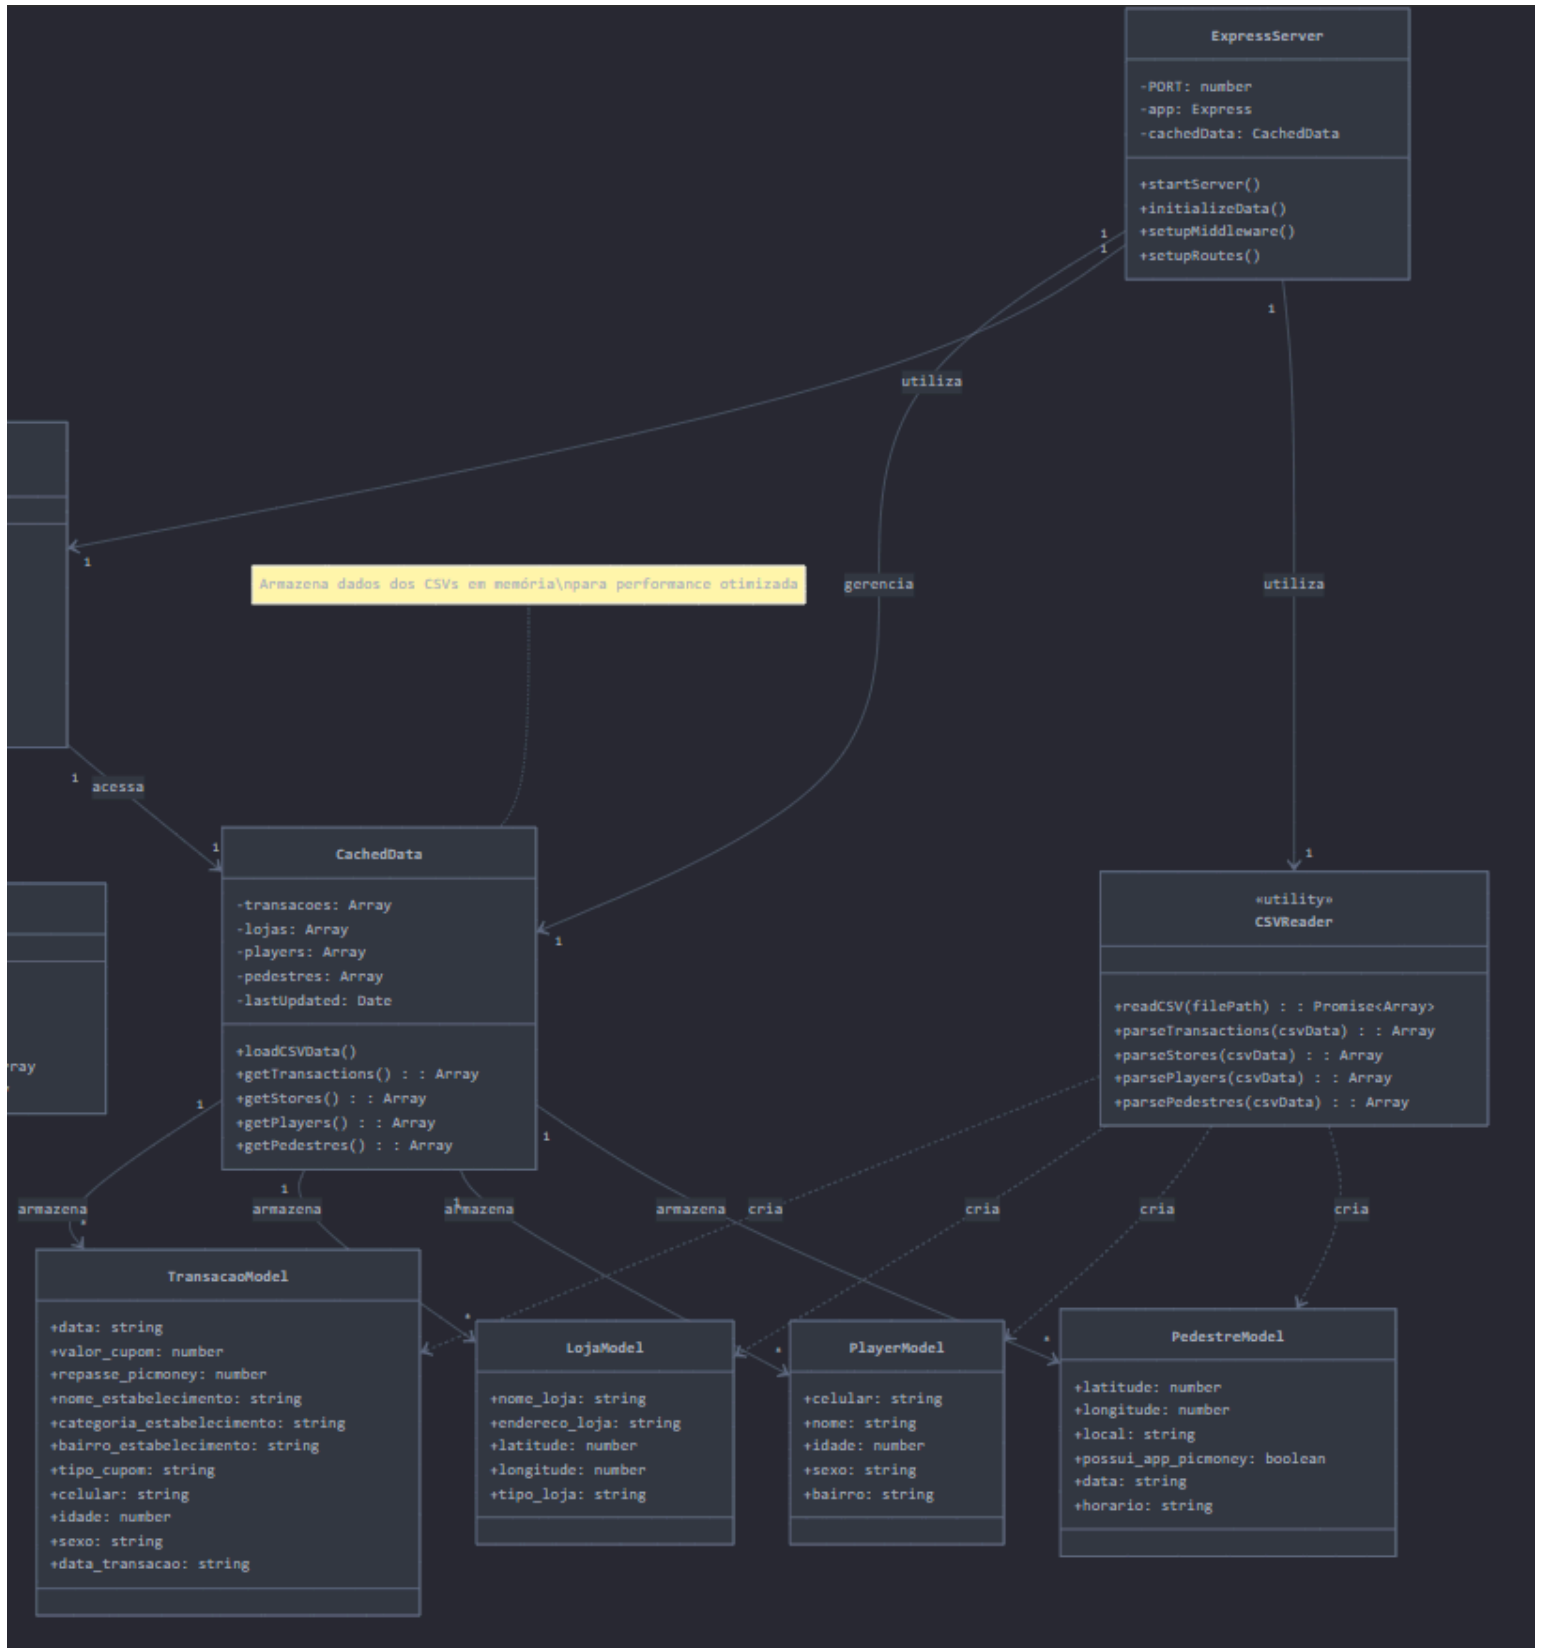 ExpressServer
-PORT: number
-app: Express
-cachedData: CachedData
+startServer()
+initializeData()
+setupMiddleware()
+setupRoutes()
1
1
1
utiliza
1
Armazena dados dos CSVs em memória\npara performance otimizada
gerencia
utiliza
1
acessa
1
1
1
CachedData
-transacoes: Array
-lojas: Array
-players: Array
-pedestres: Array
-lastUpdated: Date
+loadCSVData()
+getTransactions() : : Array
+getStores() : : Array
+getPlayers() : : Array
+getPedestres() : : Array
«utility»
CSVReader
+readCSV(filePath) : : Promise<Array>
+parseTransactions(csvData) : : Array
+parseStores(csvData) : : Array
+parsePlayers(csvData) : : Array
+parsePedestres(csvData) : : Array
rray
1
1
1
1
armazena
armazena
armazena
armazena
cria
cria
cria
cria
*
*
*
*
TransacaoModel
+data: string
+valor_cupom: number
+repasse_picmoney: number
+nome_estabelecimento: string
+categoria_estabelecimento: string
+bairro_estabelecimento: string
+tipo_cupom: string
+celular: string
+idade: number
+sexo: string
+data_transacao: string
LojaModel
+nome_loja: string
+endereco_loja: string
+latitude: number
+longitude: number
+tipo_loja: string
PlayerModel
+celular: string
+nome: string
+idade: number
+sexo: string
+bairro: string
PedestreModel
+latitude: number
+longitude: number
+local: string
+possui_app_picmoney: boolean
+data: string
+horario: string